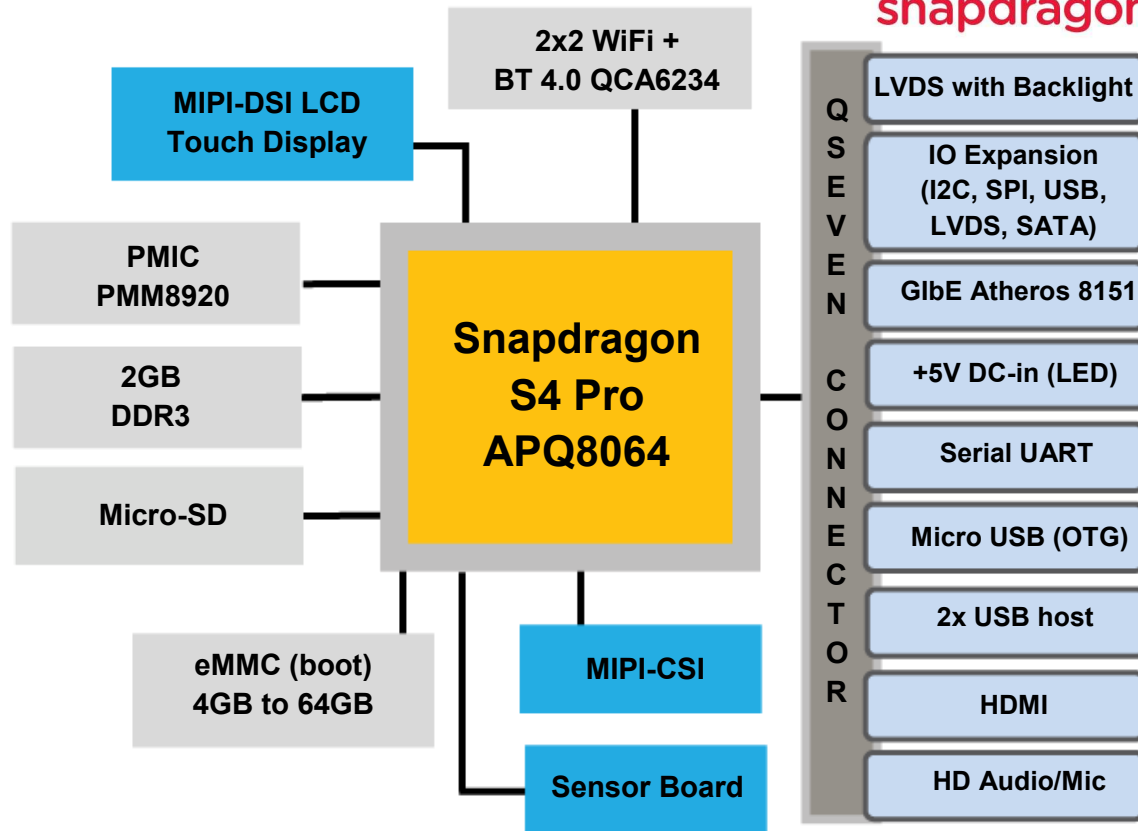 snapdragon
2x2 WiFi +
BT 4.0 QCA6234
MIPI-DSI LCD
Touch Display
PMIC
PMM8920
2GB
DDR3
Micro-SD
Snapdragon
S4 Pro
APQ8064
eMMC (boot)
4GB to 64GB
MIPI-CSI
Sensor Board
QSEVEN CONNECTOR
LVDS with Backlight
IO Expansion
(I2C, SPI, USB,
LVDS, SATA)
GIbE Atheros 8151
+5V DC-in (LED)
Serial UART
Micro USB (OTG)
2x USB host
HDMI
HD Audio/Mic